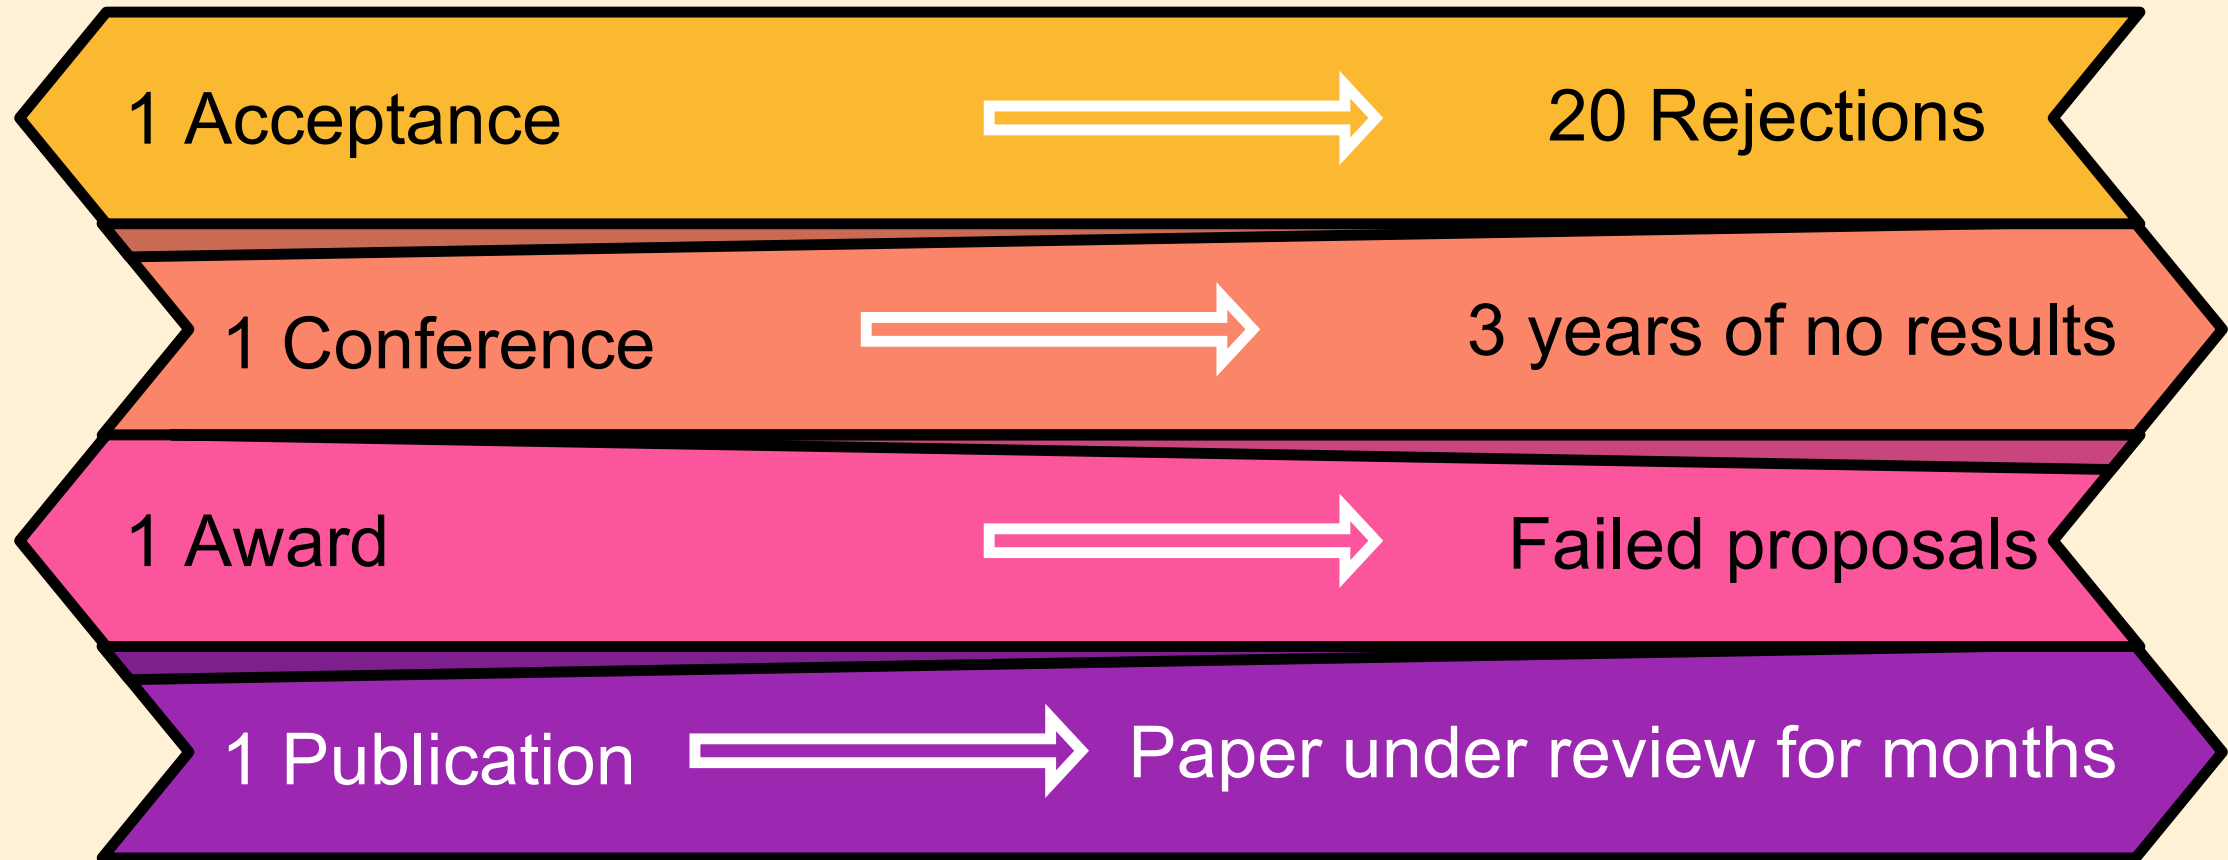 1 Acceptance 20 Rejections
1 Conference 3 years of no results
1 Award Failed proposals
1 Publication Paper under review for months